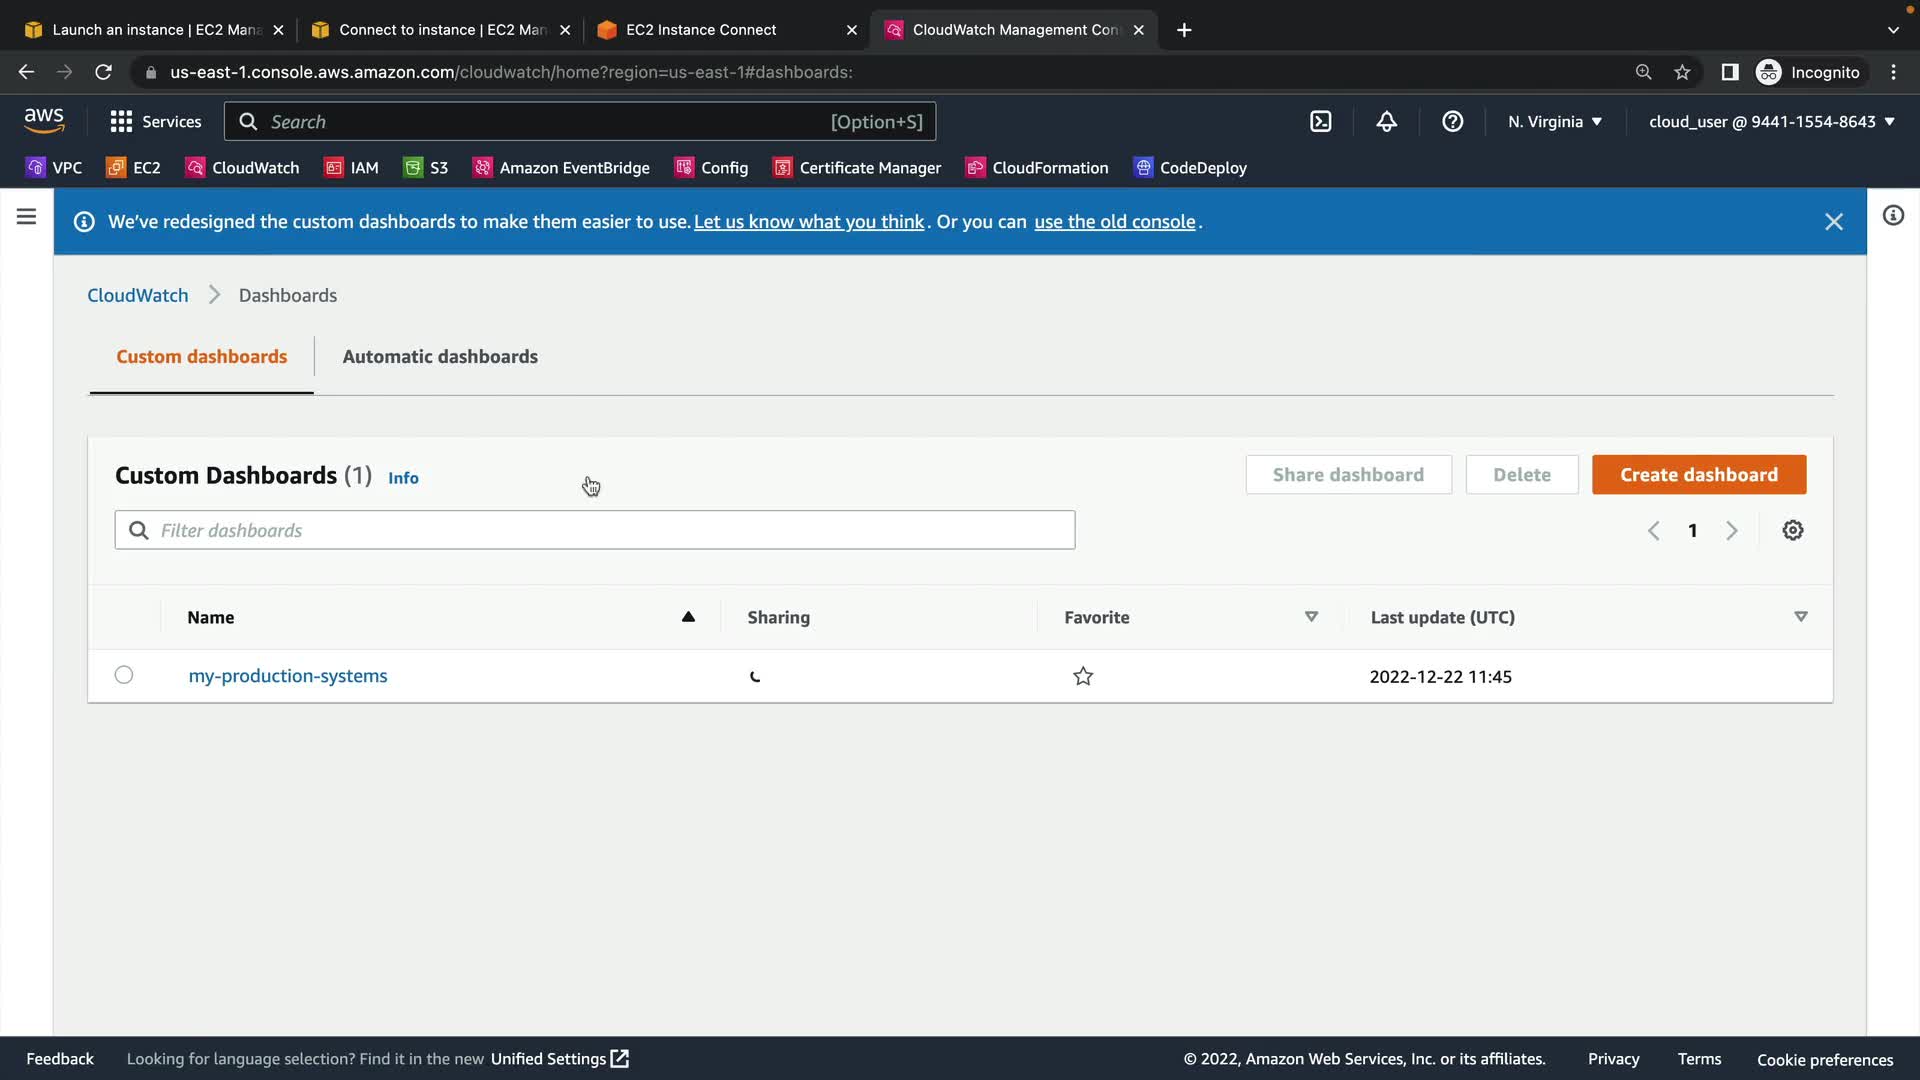 Launch an instance | EC2 Mana
Connect to instance | EC2 Man
EC2 Instance Connect
CloudWatch Management Con
us-east-1.console.aws.amazon.com/cloudwatch/home?region=us-east-1#dashboards:
Incognito
aws
Services
Search
[Option+S]
N. Virginia
cloud_user @ 9441-1554-8643
VPC
EC2
CloudWatch
IAM
S3
Amazon EventBridge
Config
Certificate Manager
CloudFormation
CodeDeploy
We've redesigned the custom dashboards to make them easier to use. Let us know what you think. Or you can use the old console.
CloudWatch
Dashboards
Custom dashboards
Automatic dashboards
Custom Dashboards (1) Info
Share dashboard
Delete
Create dashboard
Filter dashboards
1
Name
Sharing
Favorite
Last update (UTC)
my-production-systems
2022-12-22 11:45
Feedback
Looking for language selection? Find it in the new Unified Settings
© 2022, Amazon Web Services, Inc. or its affiliates.
Privacy
Terms
Cookie preferences